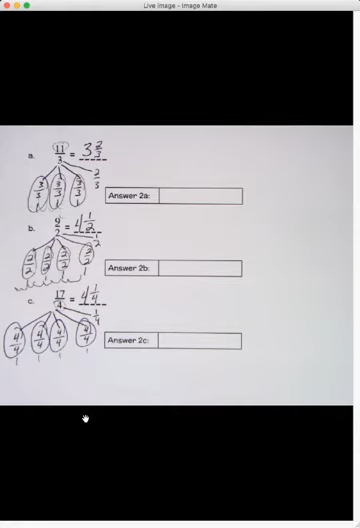 Live Image - Image Mate
a. 11/3 = 3 2/3
3/3 3/3 3/3 2/3
1 1 1
Answer 2a:
b. 9/2 = 4 1/2
2/2 2/2 2/2 2/2 1/2
1
Answer 2b:
c. 17/4 = 4 1/4
4/4 4/4 4/4 4/4 1/4
1 1 1 1
Answer 2c: